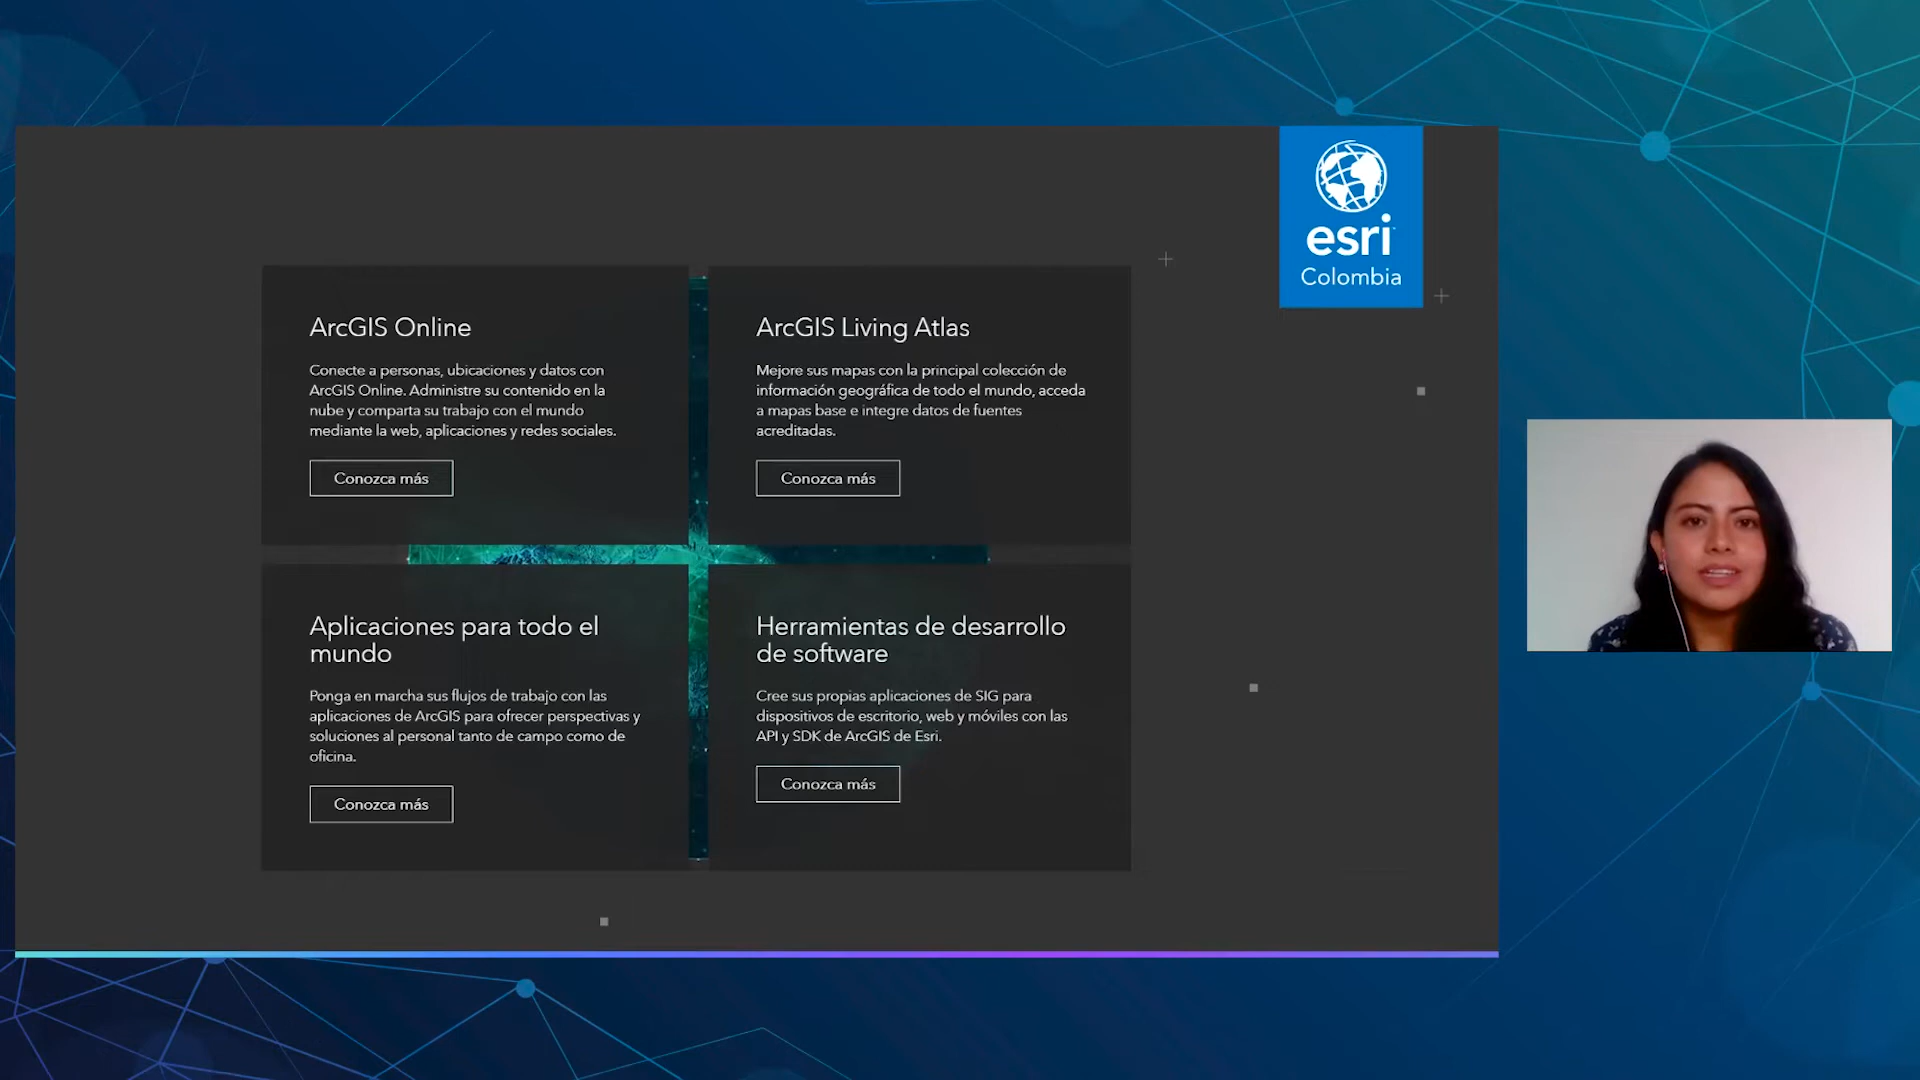 esri
Colombia
ArcGIS Online
Conecte a personas, ubicaciones y datos con
ArcGIS Online. Administre su contenido en la
nube y comparta su trabajo con el mundo
mediante la web, aplicaciones y redes sociales.
Conozca más
ArcGIS Living Atlas
Mejore sus mapas con la principal colección de
información geográfica de todo el mundo, acceda
a mapas base e integre datos de fuentes
acreditadas.
Conozca más
Aplicaciones para todo el
mundo
Ponga en marcha sus flujos de trabajo con las
aplicaciones de ArcGIS para ofrecer perspectivas y
soluciones al personal tanto de campo como de
oficina.
Conozca más
Herramientas de desarrollo
de software
Cree sus propias aplicaciones de SIG para
dispositivos de escritorio, web y móviles con las
API y SDK de ArcGIS de Esri.
Conozca más